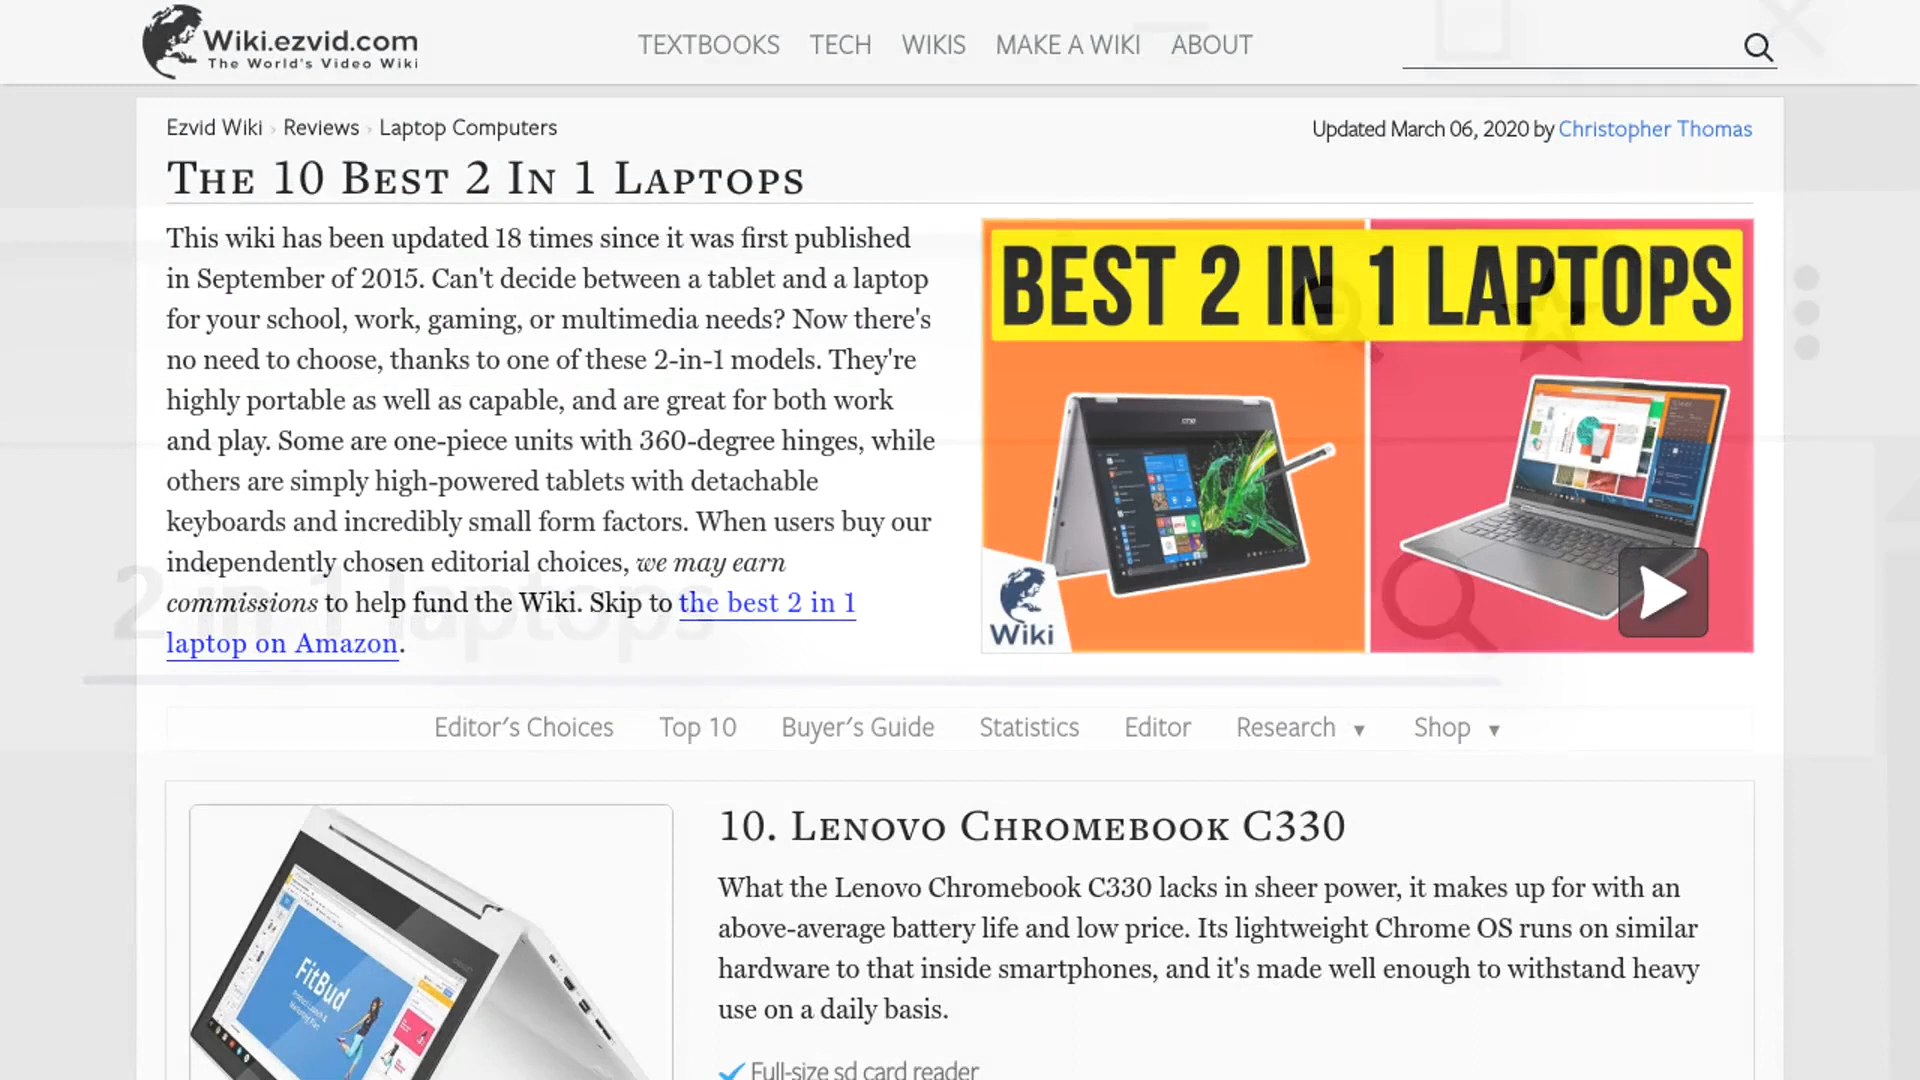 Wiki.ezvid.com
The World's Video Wiki
TEXTBOOKS TECH WIKIS MAKE A WIKI ABOUT
Ezvid Wiki › Reviews › Laptop Computers
Updated March 06, 2020 by Christopher Thomas
The 10 Best 2 In 1 Laptops
This wiki has been updated 18 times since it was first published
in September of 2015. Can't decide between a tablet and a laptop
for your school, work, gaming, or multimedia needs? Now there's
no need to choose, thanks to one of these 2-in-1 models. They're
highly portable as well as capable, and are great for both work
and play. Some are one-piece units with 360-degree hinges, while
others are simply high-powered tablets with detachable
keyboards and incredibly small form factors. When users buy our
independently chosen editorial choices, we may earn
commissions to help fund the Wiki. Skip to the best 2 in 1
laptop on Amazon.
2 in 1 laptops
BEST 2 IN 1 LAPTOPS
Wiki
Editor's Choices Top 10 Buyer's Guide Statistics Editor Research ▼ Shop ▼
10. Lenovo Chromebook C330
What the Lenovo Chromebook C330 lacks in sheer power, it makes up for with an
above-average battery life and low price. Its lightweight Chrome OS runs on similar
hardware to that inside smartphones, and it's made well enough to withstand heavy
use on a daily basis.
Full-size sd card reader
FitBud